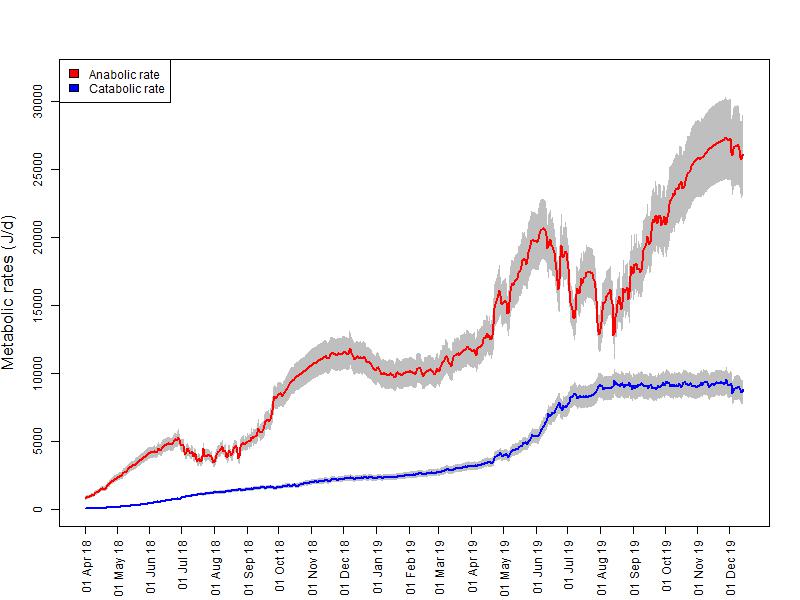 Anabolic rate
Catabolic rate
Metabolic rates (J/d)
30000
25000
20000
15000
10000
5000
0
01 Apr 18
01 May 18
01 Jun 18
01 Jul 18
01 Aug 18
01 Sep 18
01 Oct 18
01 Nov 18
01 Dec 18
01 Jan 19
01 Feb 19
01 Mar 19
01 Apr 19
01 May 19
01 Jun 19
01 Jul 19
01 Aug 19
01 Sep 19
01 Oct 19
01 Nov 19
01 Dec 19